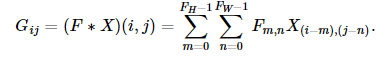 G_{ij} = (F * X)(i, j) = \sum_{m=0}^{F_H-1} \sum_{n=0}^{F_W-1} F_{m,n} X_{(i-m),(j-n)}.